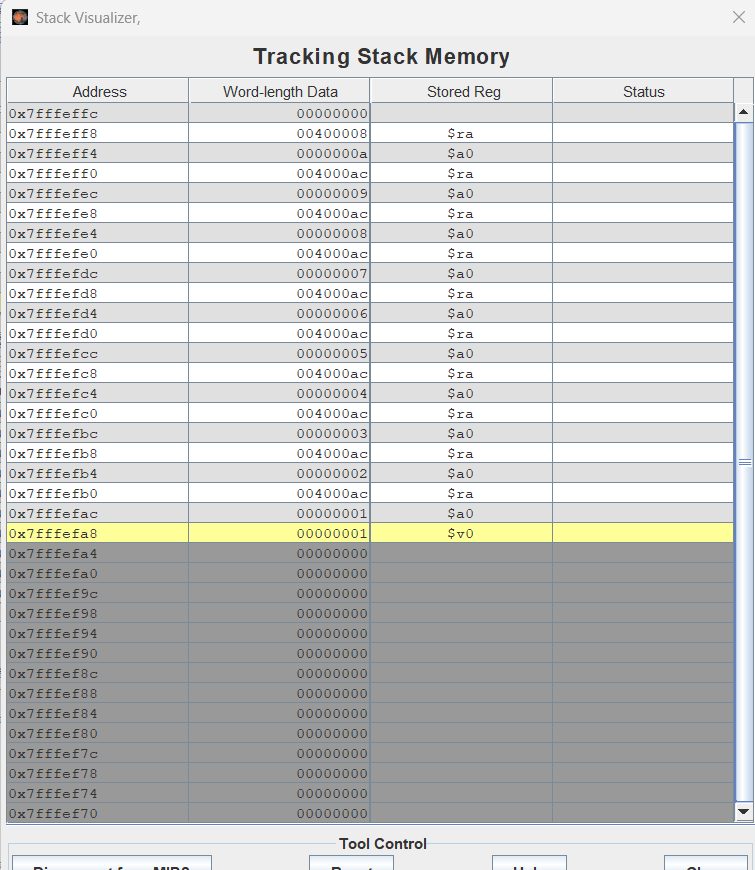 Stack Visualizer,
Tracking Stack Memory
Address Word-length Data Stored Reg Status
0x7fffeffc 00000000
0x7fffeff8 00400008 $ra
0x7fffeff4 0000000a $a0
0x7fffeff0 004000ac $ra
0x7fffefec 00000009 $a0
0x7fffefe8 004000ac $ra
0x7fffefe4 00000008 $a0
0x7fffefe0 004000ac $ra
0x7fffefdc 00000007 $a0
0x7fffefd8 004000ac $ra
0x7fffefd4 00000006 $a0
0x7fffefd0 004000ac $ra
0x7fffefcc 00000005 $a0
0x7fffefc8 004000ac $ra
0x7fffefc4 00000004 $a0
0x7fffefc0 004000ac $ra
0x7fffefbc 00000003 $a0
0x7fffefb8 004000ac $ra
0x7fffefb4 00000002 $a0
0x7fffefb0 004000ac $ra
0x7fffefac 00000001 $a0
0x7fffefa8 00000001 $v0
0x7fffefa4 00000000
0x7fffefa0 00000000
0x7fffef9c 00000000
0x7fffef98 00000000
0x7fffef94 00000000
0x7fffef90 00000000
0x7fffef8c 00000000
0x7fffef88 00000000
0x7fffef84 00000000
0x7fffef80 00000000
0x7fffef7c 00000000
0x7fffef78 00000000
0x7fffef74 00000000
0x7fffef70 00000000
Tool Control